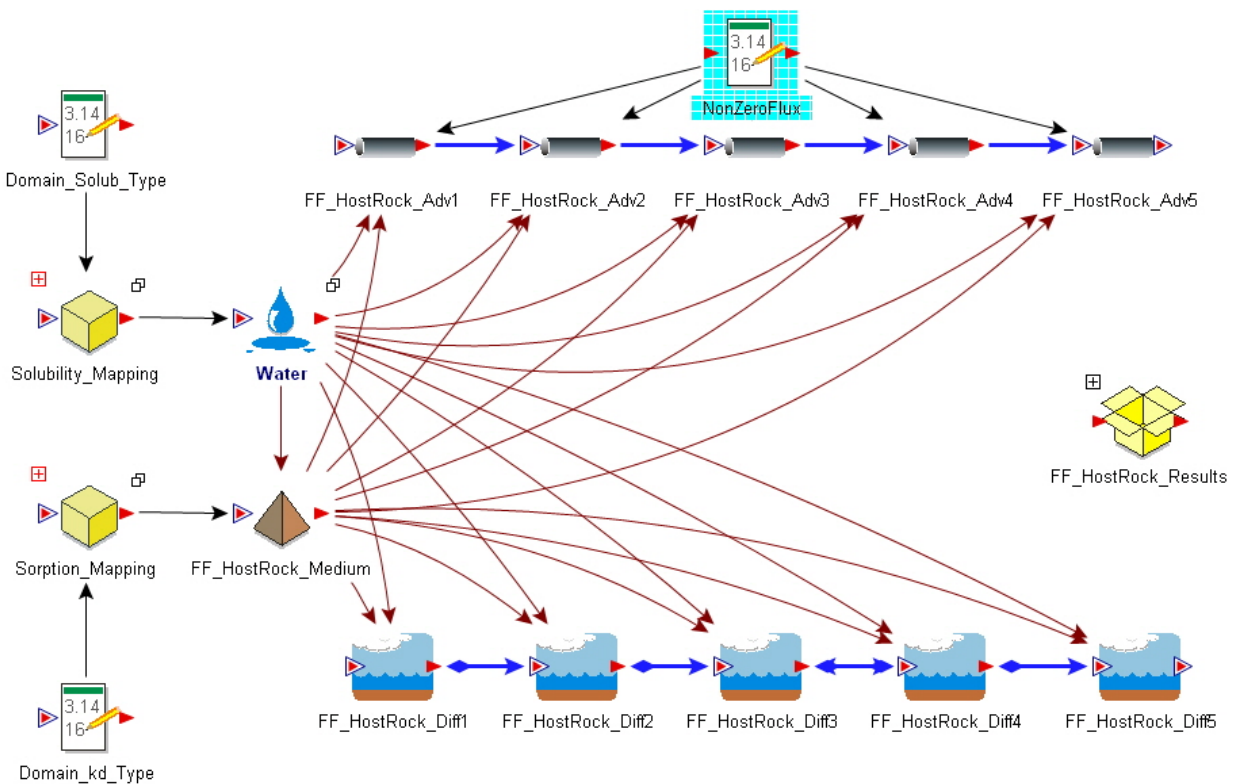 3.14
16
NonZeroFlux
3.14
16
Domain_Solub_Type
FF_HostRock_Adv1
FF_HostRock_Adv2
FF_HostRock_Adv3
FF_HostRock_Adv4
FF_HostRock_Adv5
Solubility_Mapping
Water
FF_HostRock_Results
Sorption_Mapping
FF_HostRock_Medium
3.14
16
Domain_kd_Type
FF_HostRock_Diff1
FF_HostRock_Diff2
FF_HostRock_Diff3
FF_HostRock_Diff4
FF_HostRock_Diff5